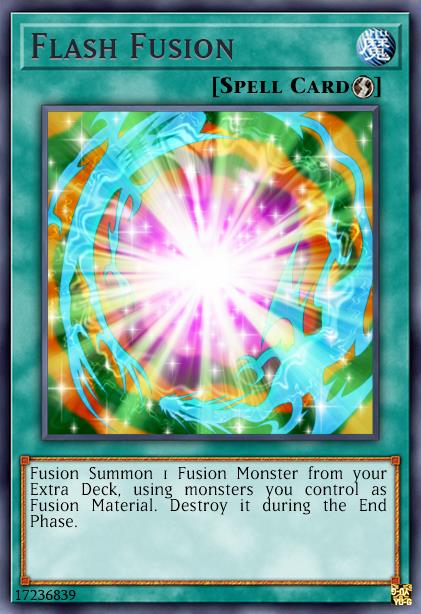 Flash Fusion
魔
[Spell Card]
Fusion Summon 1 Fusion Monster from your
Extra Deck, using monsters you control as
Fusion Material. Destroy it during the End
Phase.
17236839